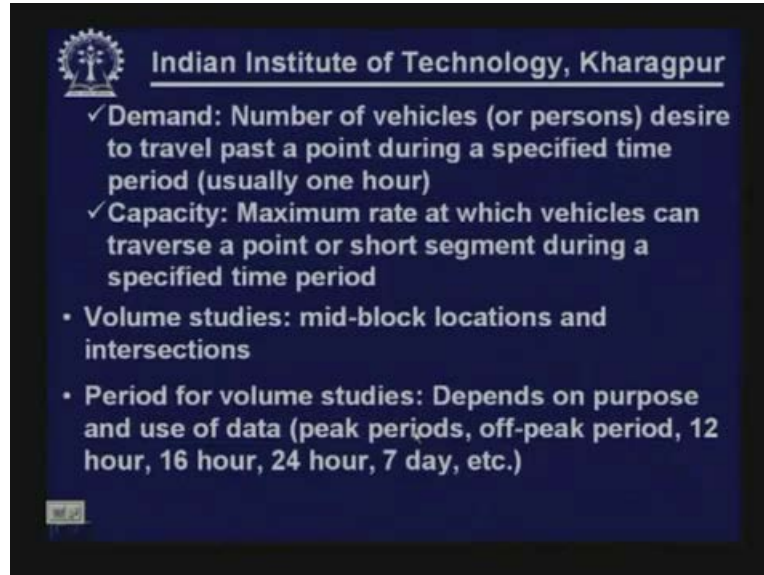 Indian Institute of Technology, Kharagpur
✓Demand: Number of vehicles (or persons) desire
to travel past a point during a specified time
period (usually one hour)
✓Capacity: Maximum rate at which vehicles can
traverse a point or short segment during a
specified time period
• Volume studies: mid-block locations and
intersections
• Period for volume studies: Depends on purpose
and use of data (peak periods, off-peak period, 12
hour, 16 hour, 24 hour, 7 day, etc.)